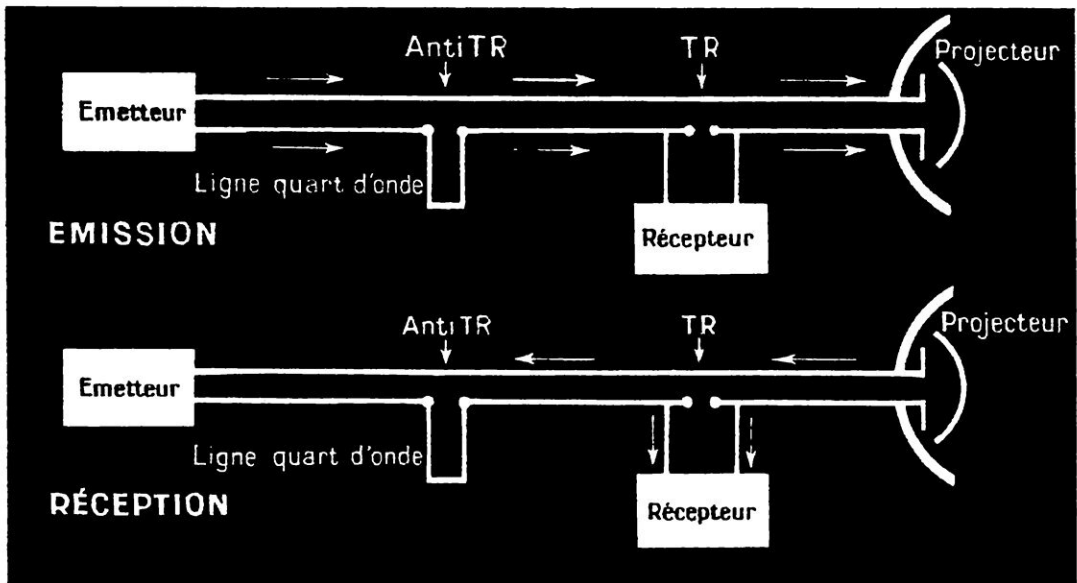 AntiTR
TR
Projecteur
Emetteur
Ligne quart d'onde
EMISSION
Récepteur
AntiTR
TR
Projecteur
Emetteur
Ligne quart d'onde
RÉCEPTION
Récepteur